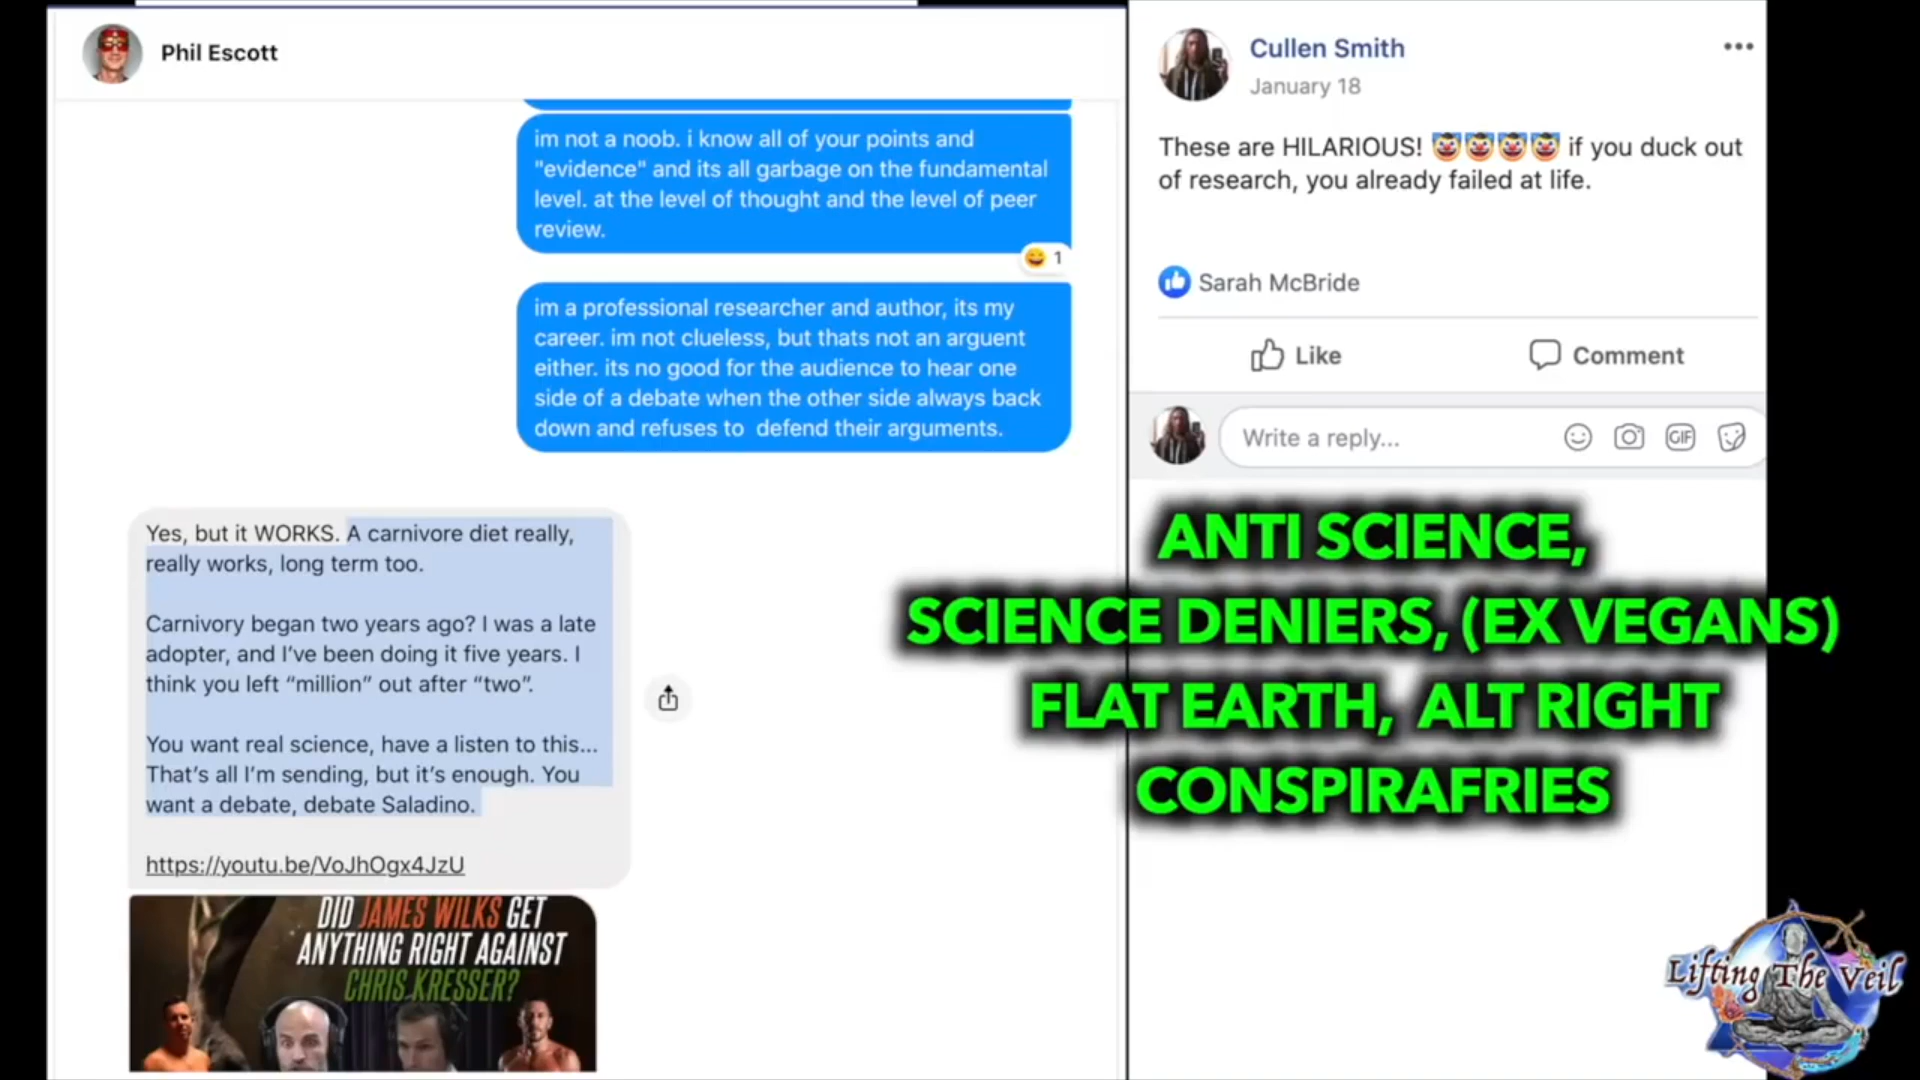 Phil Escott
im not a noob. i know all of your points and
"evidence" and its all garbage on the fundamental
level. at the level of thought and the level of peer
review.
1
im a professional researcher and author, its my
career. im not clueless, but thats not an arguent
either. its no good for the audience to hear one
side of a debate when the other side always back
down and refuses to defend their arguments.
Yes, but it WORKS. A carnivore diet really,
really works, long term too.
Carnivory began two years ago? I was a late
adopter, and I've been doing it five years. I
think you left “million” out after “two”.
You want real science, have a listen to this...
That's all I'm sending, but it's enough. You
want a debate, debate Saladino.
https://youtu.be/VoJhOgx4JzU
DID JAMES WILKS GET
ANYTHING RIGHT AGAINST
CHRIS KRESSER?
Cullen Smith
January 18
These are HILARIOUS! 🤡🤡🤡🤡 if you duck out
of research, you already failed at life.
Sarah McBride
Like
Comment
Write a reply...
GIF
ANTI SCIENCE,
SCIENCE DENIERS, (EX VEGANS)
FLAT EARTH, ALT RIGHT
CONSPIRAFRIES
Lifting The Veil